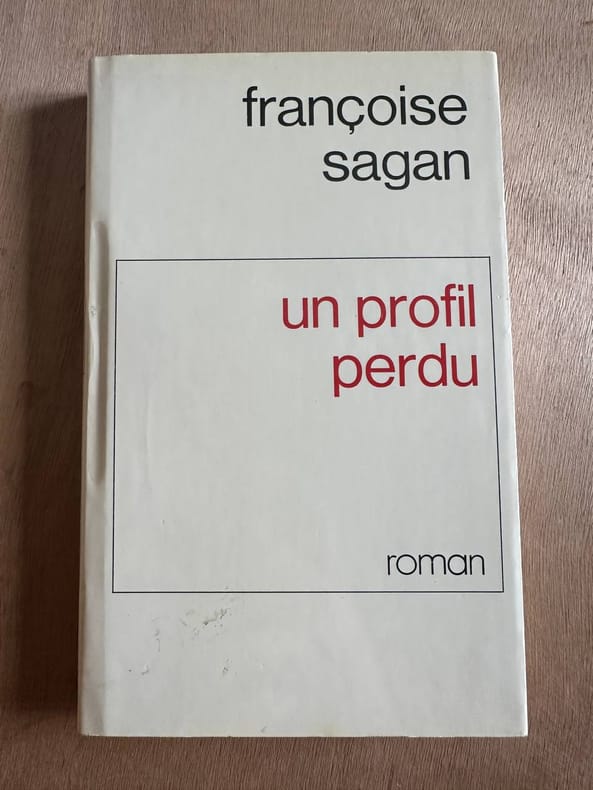 françoise
sagan
un profil
perdu
roman